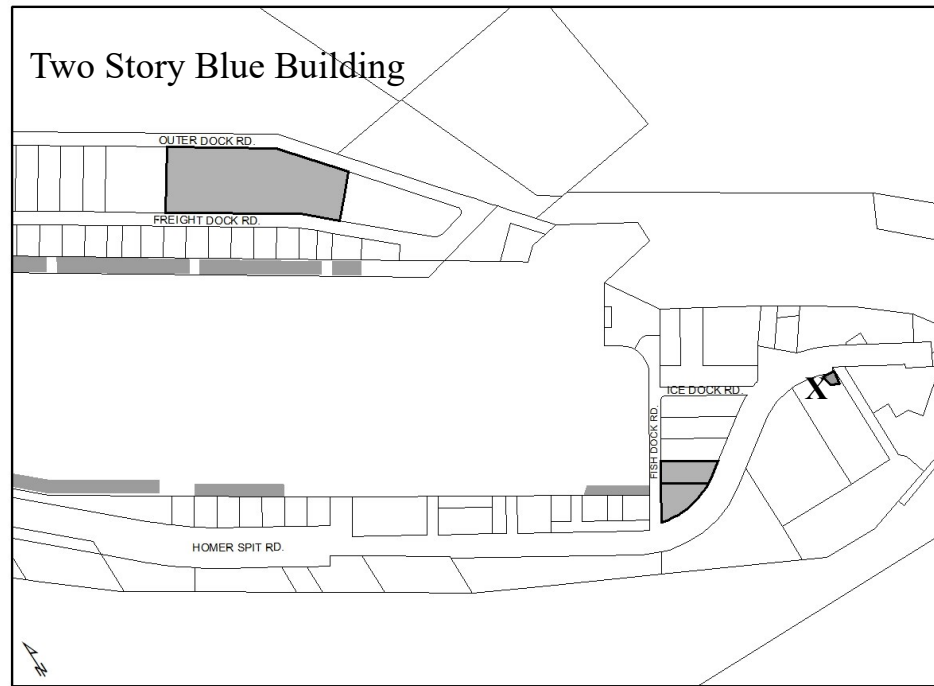 Two Story Blue Building
OUTER DOCK RD.
FREIGHT DOCK RD.
ICE DOCK RD.
X
FISH DOCK RD.
HOMER SPIT RD.
N